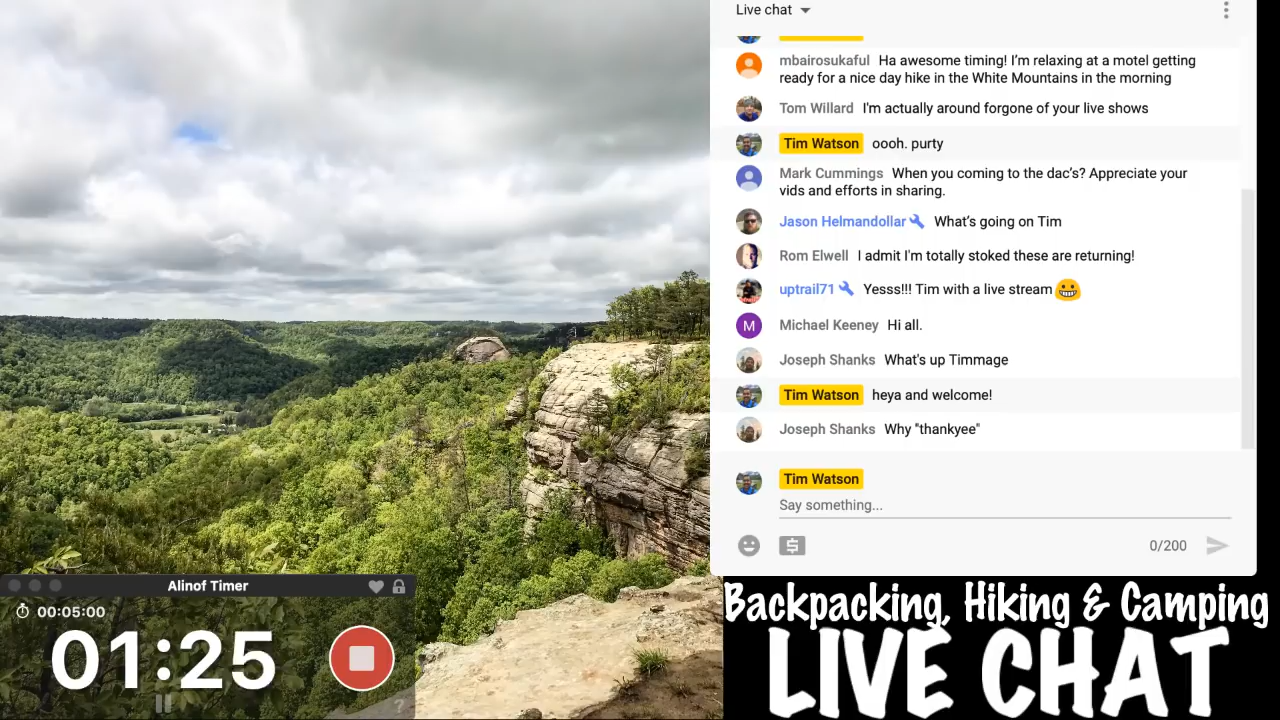 Live chat
mbairosukaful Ha awesome timing! I'm relaxing at a motel getting
ready for a nice day hike in the White Mountains in the morning
Tom Willard I'm actually around forgone of your live shows
Tim Watson oooh. purty
Mark Cummings When you coming to the dac's? Appreciate your
vids and efforts in sharing.
Jason Helmandollar What's going on Tim
Rom Elwell I admit I'm totally stoked these are returning!
uptrail71 Yesss!!! Tim with a live stream 😀
M Michael Keeney Hi all.
Joseph Shanks What's up Timmage
Tim Watson heya and welcome!
Joseph Shanks Why "thankyee"
Tim Watson
Say something...
0/200
Alinof Timer
00:05:00
01:25
?
Backpacking, Hiking & Camping
LIVE CHAT